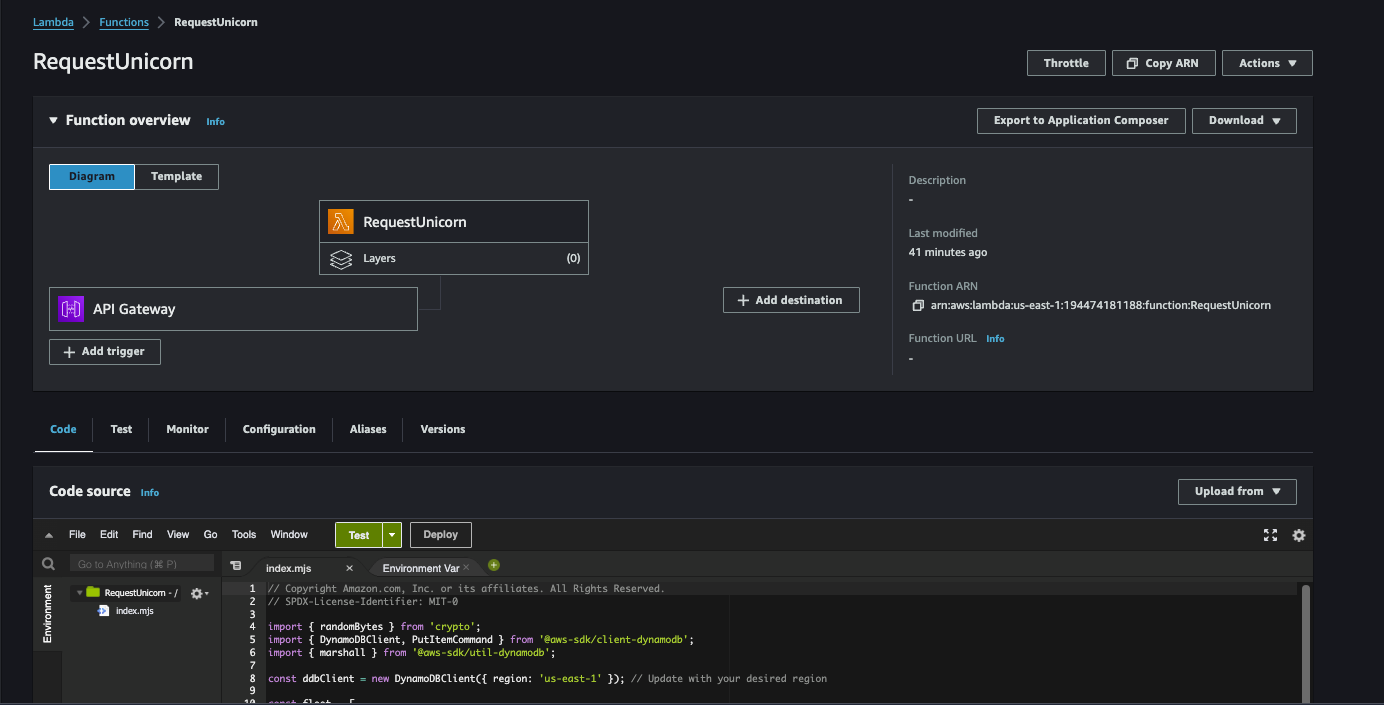 Lambda > Functions > RequestUnicorn
RequestUnicorn
Throttle
Copy ARN
Actions
Function overview Info
Export to Application Composer
Download
Diagram
Template
RequestUnicorn
Layers (0)
API Gateway
+ Add trigger
+ Add destination
Description
-
Last modified
41 minutes ago
Function ARN
arn:aws:lambda:us-east-1:194474181188:function:RequestUnicorn
Function URL Info
-
Code
Test
Monitor
Configuration
Aliases
Versions
Code source Info
Upload from
File Edit Find View Go Tools Window
Test
Deploy
Go to Anything (⌘ P)
index.mjs
Environment Var
Environment
RequestUnicorn - /
index.mjs
1 // Copyright Amazon.com, Inc. or its affiliates. All Rights Reserved.
2 // SPDX-License-Identifier: MIT-0
3
4 import { randomBytes } from 'crypto';
5 import { DynamoDBClient, PutItemCommand } from '@aws-sdk/client-dynamodb';
6 import { marshall } from '@aws-sdk/util-dynamodb';
7
8 const ddbClient = new DynamoDBClient({ region: 'us-east-1' }); // Update with your desired region
9
10 const fleet = [